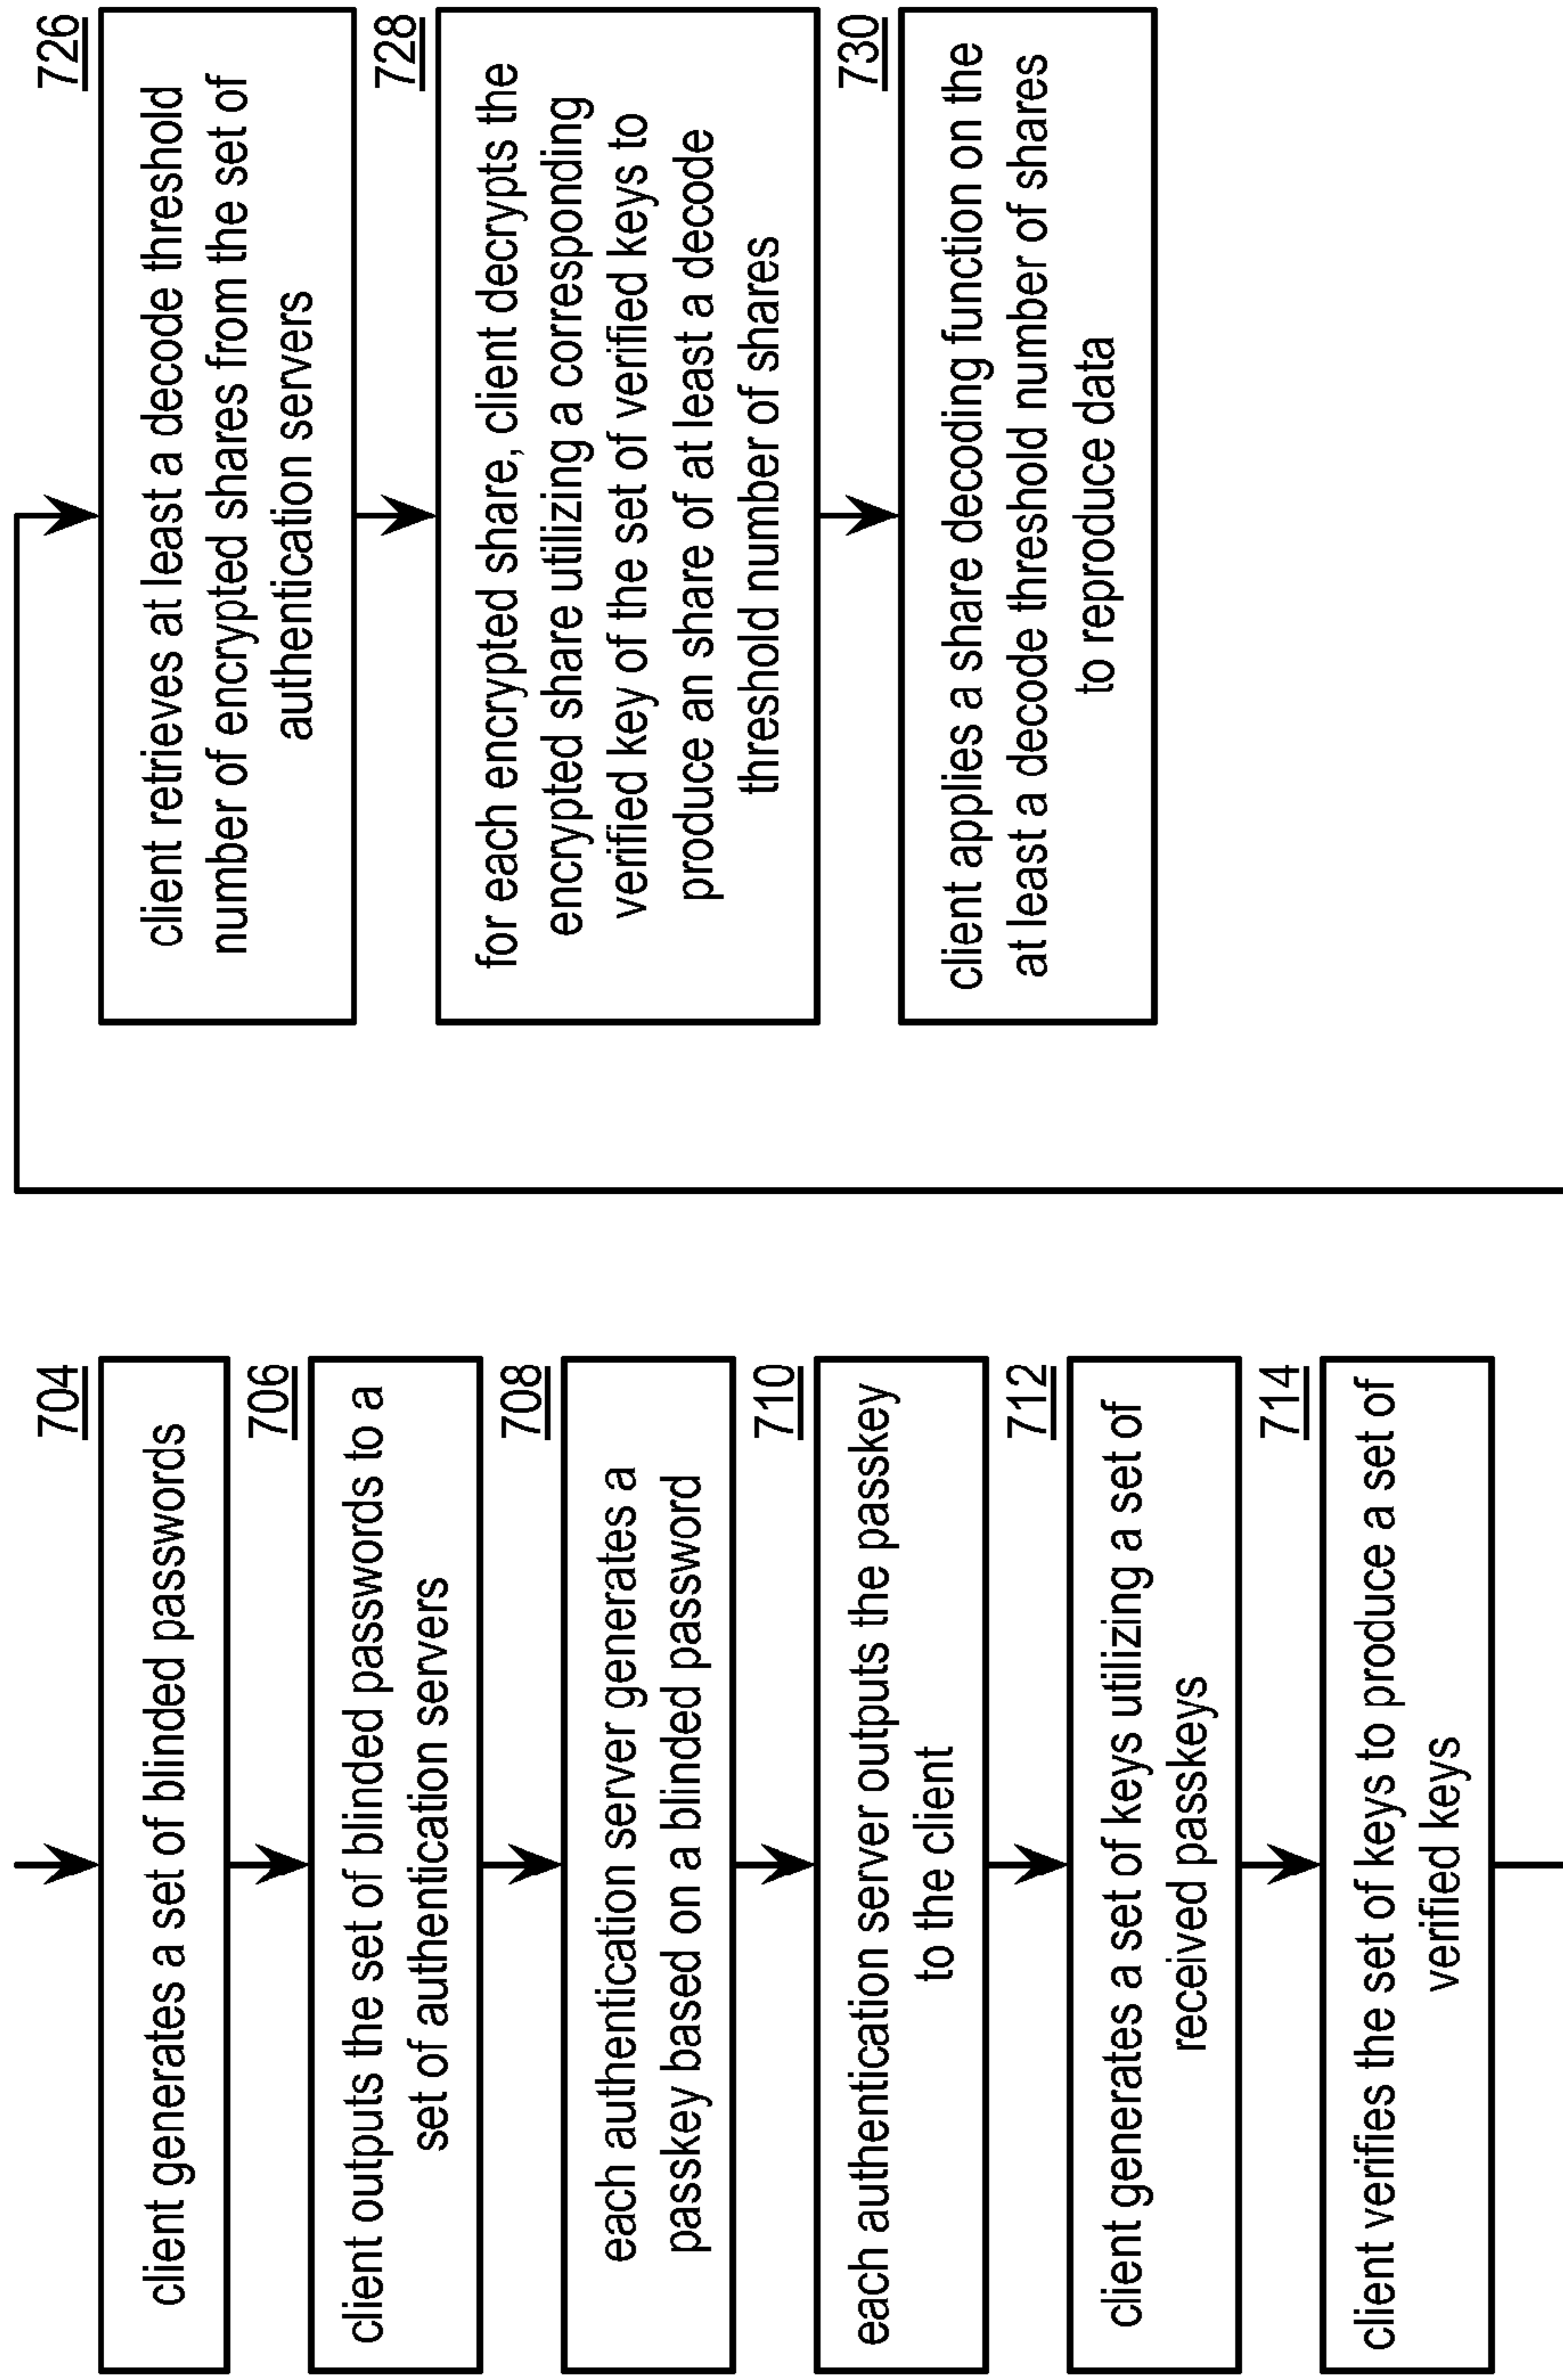 704
client generates a set of blinded passwords
706
client outputs the set of blinded passwords to a
set of authentication servers
708
each authentication server generates a
passkey based on a blinded password
710
each authentication server outputs the passkey
to the client
712
client generates a set of keys utilizing a set of
received passkeys
714
client verifies the set of keys to produce a set of
verified keys
726
client retrieves at least a decode threshold
number of encrypted shares from the set of
authentication servers
728
for each encrypted share, client decrypts the
encrypted share utilizing a corresponding
verified key of the set of verified keys to
produce an share of at least a decode
threshold number of shares
730
client applies a share decoding function on the
at least a decode threshold number of shares
to reproduce data